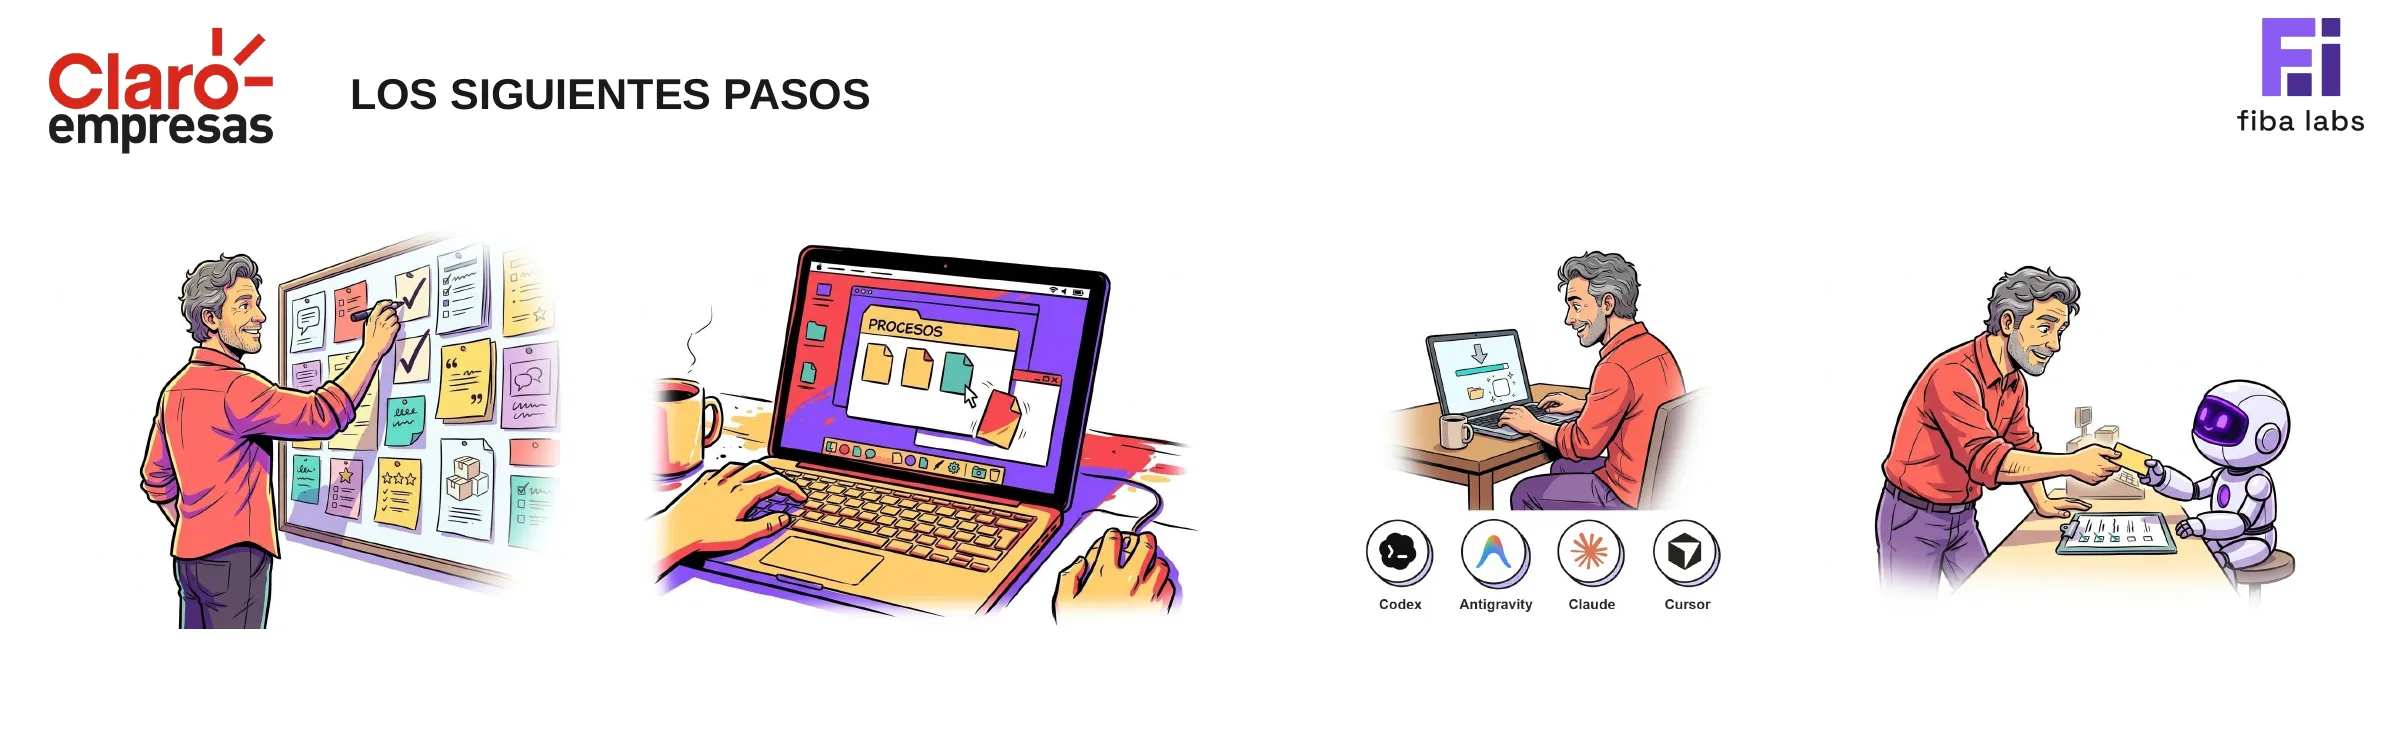 Claro
empresas
LOS SIGUIENTES PASOS
fiba labs
PROCESOS
Codex
Antigravity
Claude
Cursor